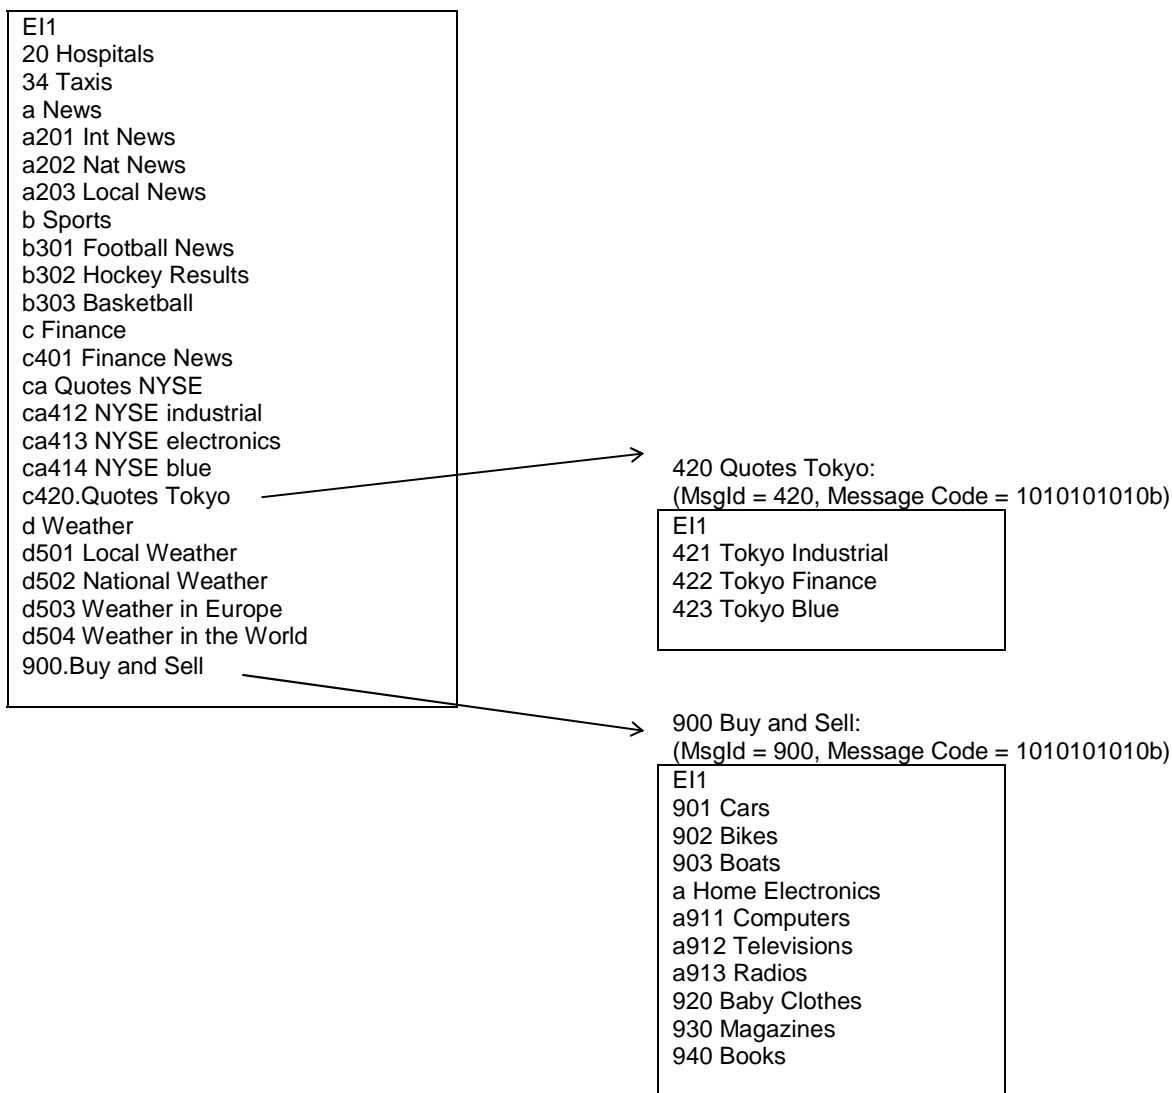 EI1
20 Hospitals
34 Taxis
a News
a201 Int News
a202 Nat News
a203 Local News
b Sports
b301 Football News
b302 Hockey Results
b303 Basketball
c Finance
c401 Finance News
ca Quotes NYSE
ca412 NYSE industrial
ca413 NYSE electronics
ca414 NYSE blue
c420.Quotes Tokyo
d Weather
d501 Local Weather
d502 National Weather
d503 Weather in Europe
d504 Weather in the World
900.Buy and Sell
420 Quotes Tokyo:
(MsgId = 420, Message Code = 1010101010b)
EI1
421 Tokyo Industrial
422 Tokyo Finance
423 Tokyo Blue
900 Buy and Sell:
(MsgId = 900, Message Code = 1010101010b)
EI1
901 Cars
902 Bikes
903 Boats
a Home Electronics
a911 Computers
a912 Televisions
a913 Radios
920 Baby Clothes
930 Magazines
940 Books